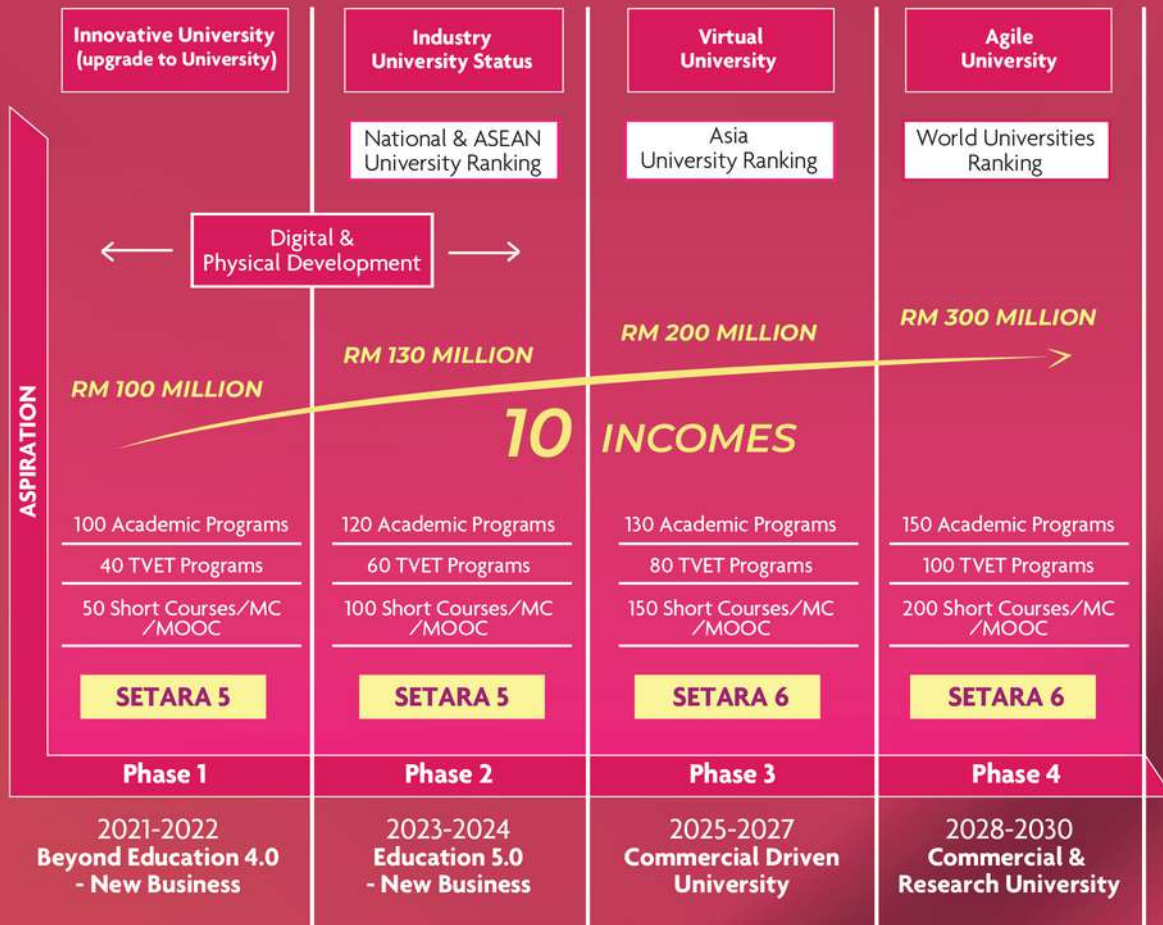 Innovative University
(upgrade to University)
Industry
University Status
Virtual
University
Agile
University
National & ASEAN
University Ranking
Asia
University Ranking
World Universities
Ranking
Digital &
Physical Development
ASPIRATION
RM 100 MILLION
RM 130 MILLION
RM 200 MILLION
RM 300 MILLION
10 INCOMES
100 Academic Programs
40 TVET Programs
50 Short Courses/MC
/MOOC
SETARA 5
120 Academic Programs
60 TVET Programs
100 Short Courses/MC
/MOOC
SETARA 5
130 Academic Programs
80 TVET Programs
150 Short Courses/MC
/MOOC
SETARA 6
150 Academic Programs
100 TVET Programs
200 Short Courses/MC
/MOOC
SETARA 6
Phase 1
2021-2022
Beyond Education 4.0
- New Business
Phase 2
2023-2024
Education 5.0
- New Business
Phase 3
2025-2027
Commercial Driven
University
Phase 4
2028-2030
Commercial &
Research University